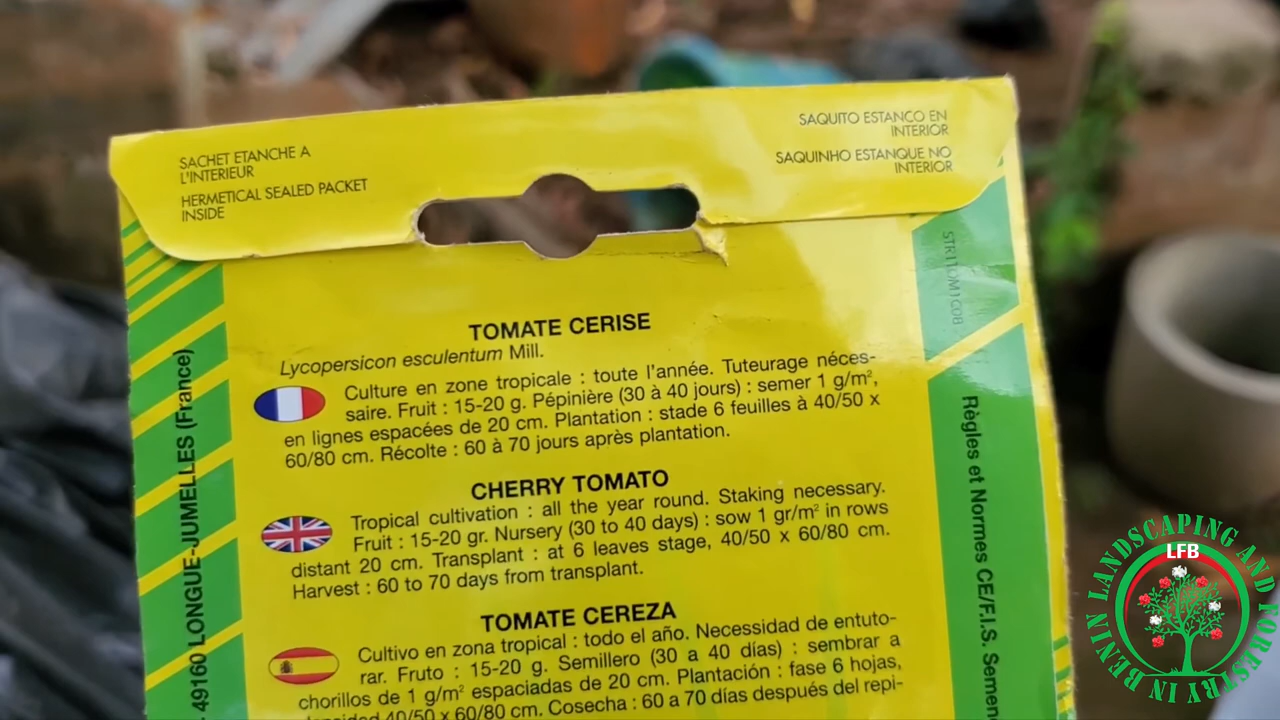 SACHET ETANCHE A
L'INTERIEUR
HERMETICAL SEALED PACKET
INSIDE
SAQUITO ESTANCO EN
INTERIOR
SAQUINHO ESTANQUE NO
INTERIOR
TOMATE CERISE
Lycopersicon esculentum Mill.
Culture en zone tropicale : toute l'année. Tuteurage néces-
saire. Fruit : 15-20 g. Pépinière (30 à 40 jours) : semer 1 g/m²,
en lignes espacées de 20 cm. Plantation : stade 6 feuilles à 40/50 x
60/80 cm. Récolte : 60 à 70 jours après plantation.
CHERRY TOMATO
Tropical cultivation : all the year round. Staking necessary.
Fruit : 15-20 gr. Nursery (30 to 40 days) : sow 1 gr/m² in rows
distant 20 cm. Transplant : at 6 leaves stage, 40/50 x 60/80 cm.
Harvest : 60 to 70 days from transplant.
TOMATE CEREZA
Cultivo en zona tropical : todo el año. Necessidad de entuto-
rar. Fruto : 15-20 g. Semillero (30 a 40 días) : sembrar a
chorillos de 1 g/m² espaciadas de 20 cm. Plantación : fase 6 hojas,
densidad 40/50 x 60/80 cm. Cosecha : 60 a 70 días después del repi-
49160 LONGUE-JUMELLES (France)
Règles et Normes CE/F.I.S. Semen
LFB
LANDSCAPING AND FORESTRY IN BENIN